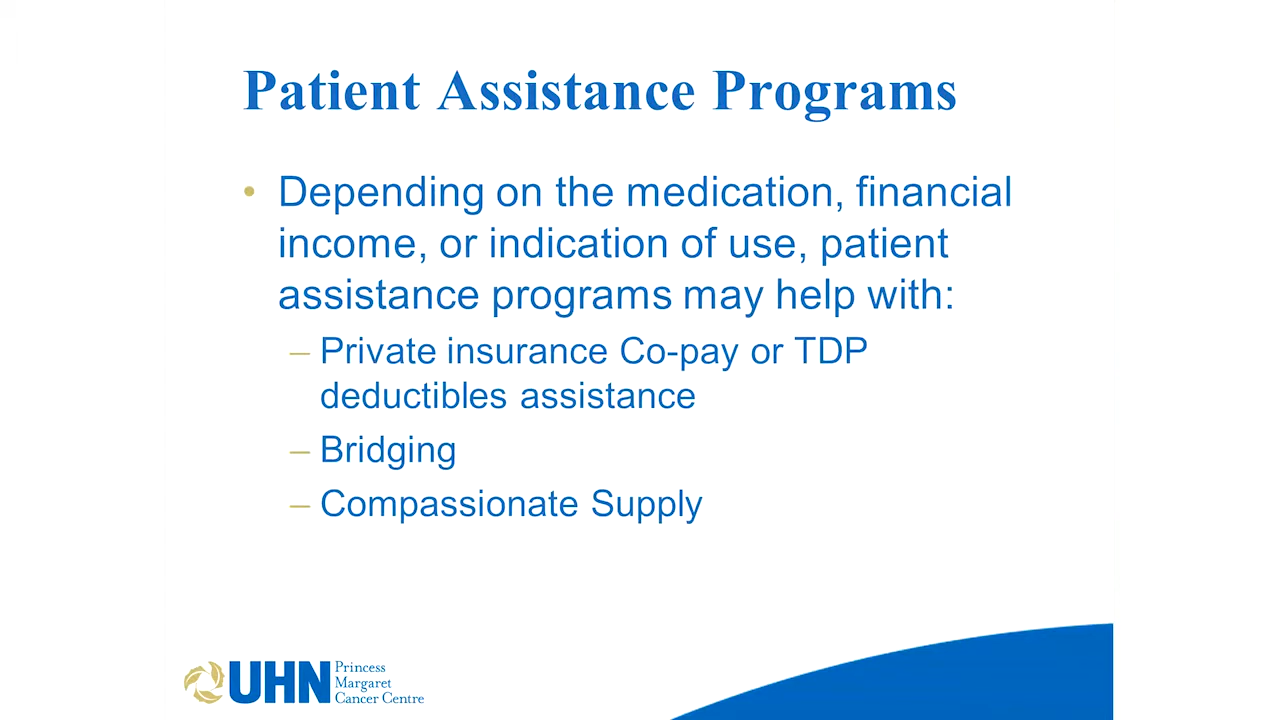 Patient Assistance Programs
• Depending on the medication, financial
income, or indication of use, patient
assistance programs may help with:
– Private insurance Co-pay or TDP
deductibles assistance
– Bridging
– Compassionate Supply
UHN
Princess
Margaret
Cancer Centre